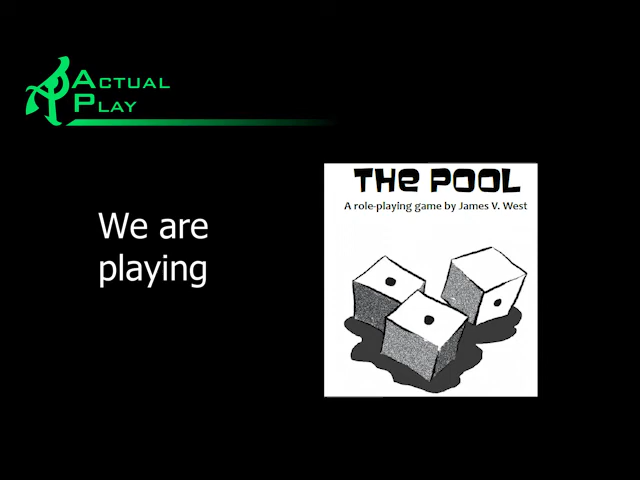 Actual
Play
We are
playing
THE POOL
A role-playing game by James V. West